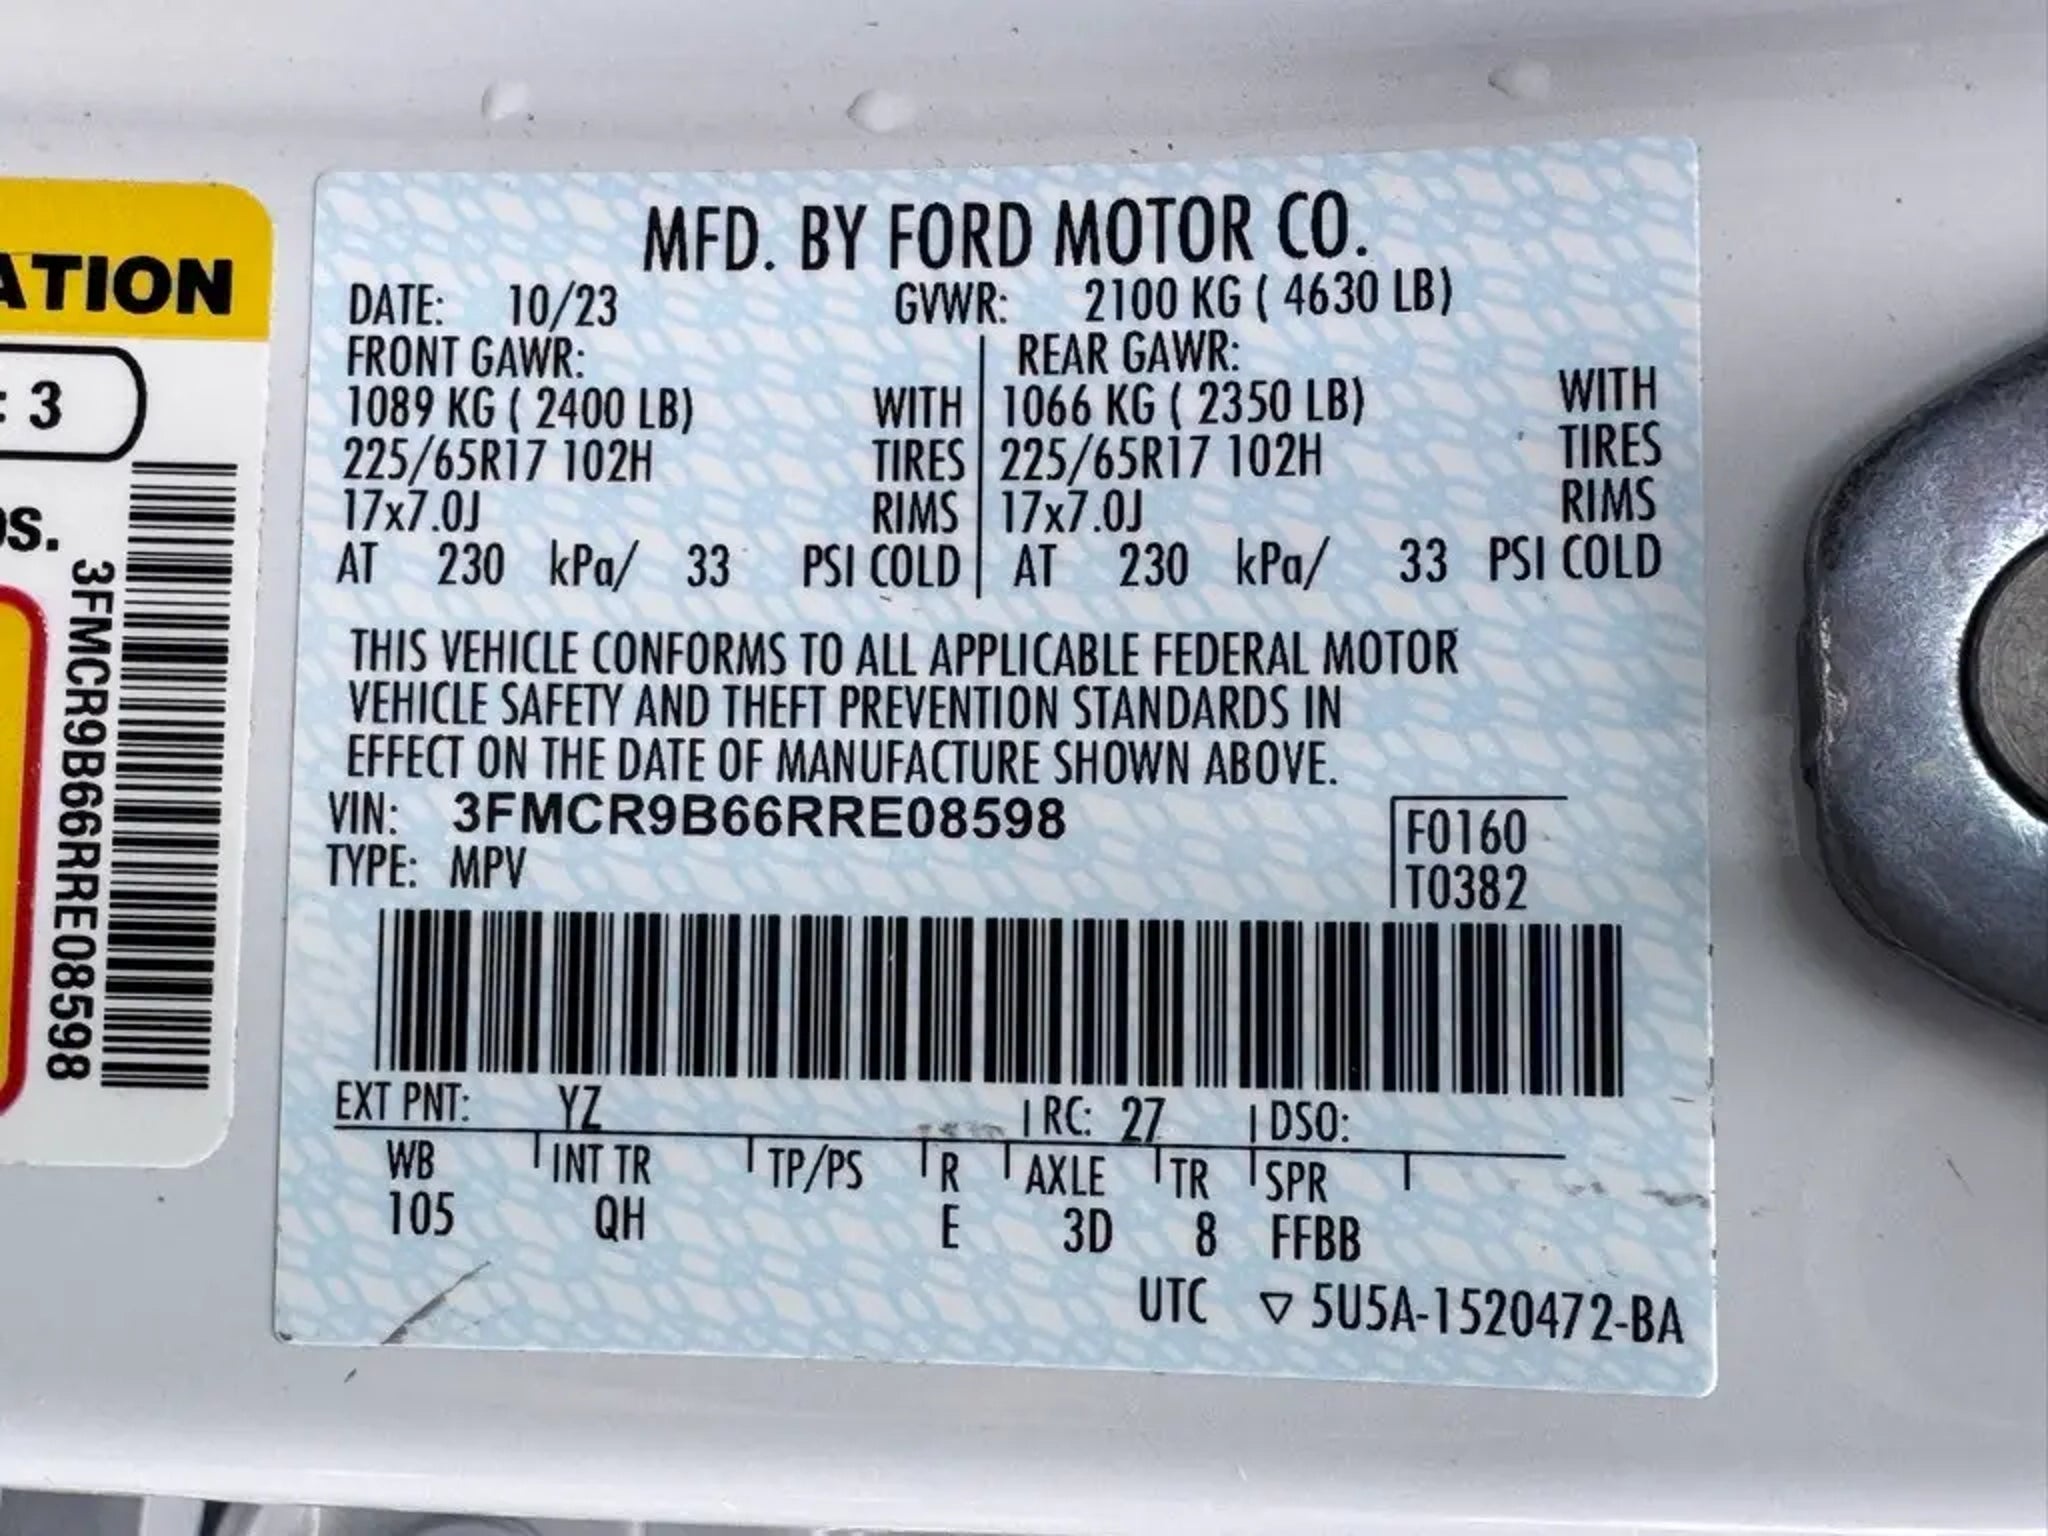 ATION
: 3
3FMCR9B66RRE08598
MFD. BY FORD MOTOR CO.
DATE: 10/23 GVWR: 2100 KG ( 4630 LB)
FRONT GAWR: REAR GAWR:
1089 KG ( 2400 LB) WITH 1066 KG ( 2350 LB) WITH
225/65R17 102H TIRES 225/65R17 102H TIRES
17x7.0J RIMS 17x7.0J RIMS
AT 230 kPa/ 33 PSI COLD AT 230 kPa/ 33 PSI COLD
THIS VEHICLE CONFORMS TO ALL APPLICABLE FEDERAL MOTOR
VEHICLE SAFETY AND THEFT PREVENTION STANDARDS IN
EFFECT ON THE DATE OF MANUFACTURE SHOWN ABOVE.
VIN: 3FMCR9B66RRE08598 F0160
TYPE: MPV T0382
EXT PNT: YZ RC: 27 DSO:
WB INT TR TP/PS R AXLE TR SPR
105 QH E 3D 8 FFBB
UTC ▽ 5U5A-1520472-BA